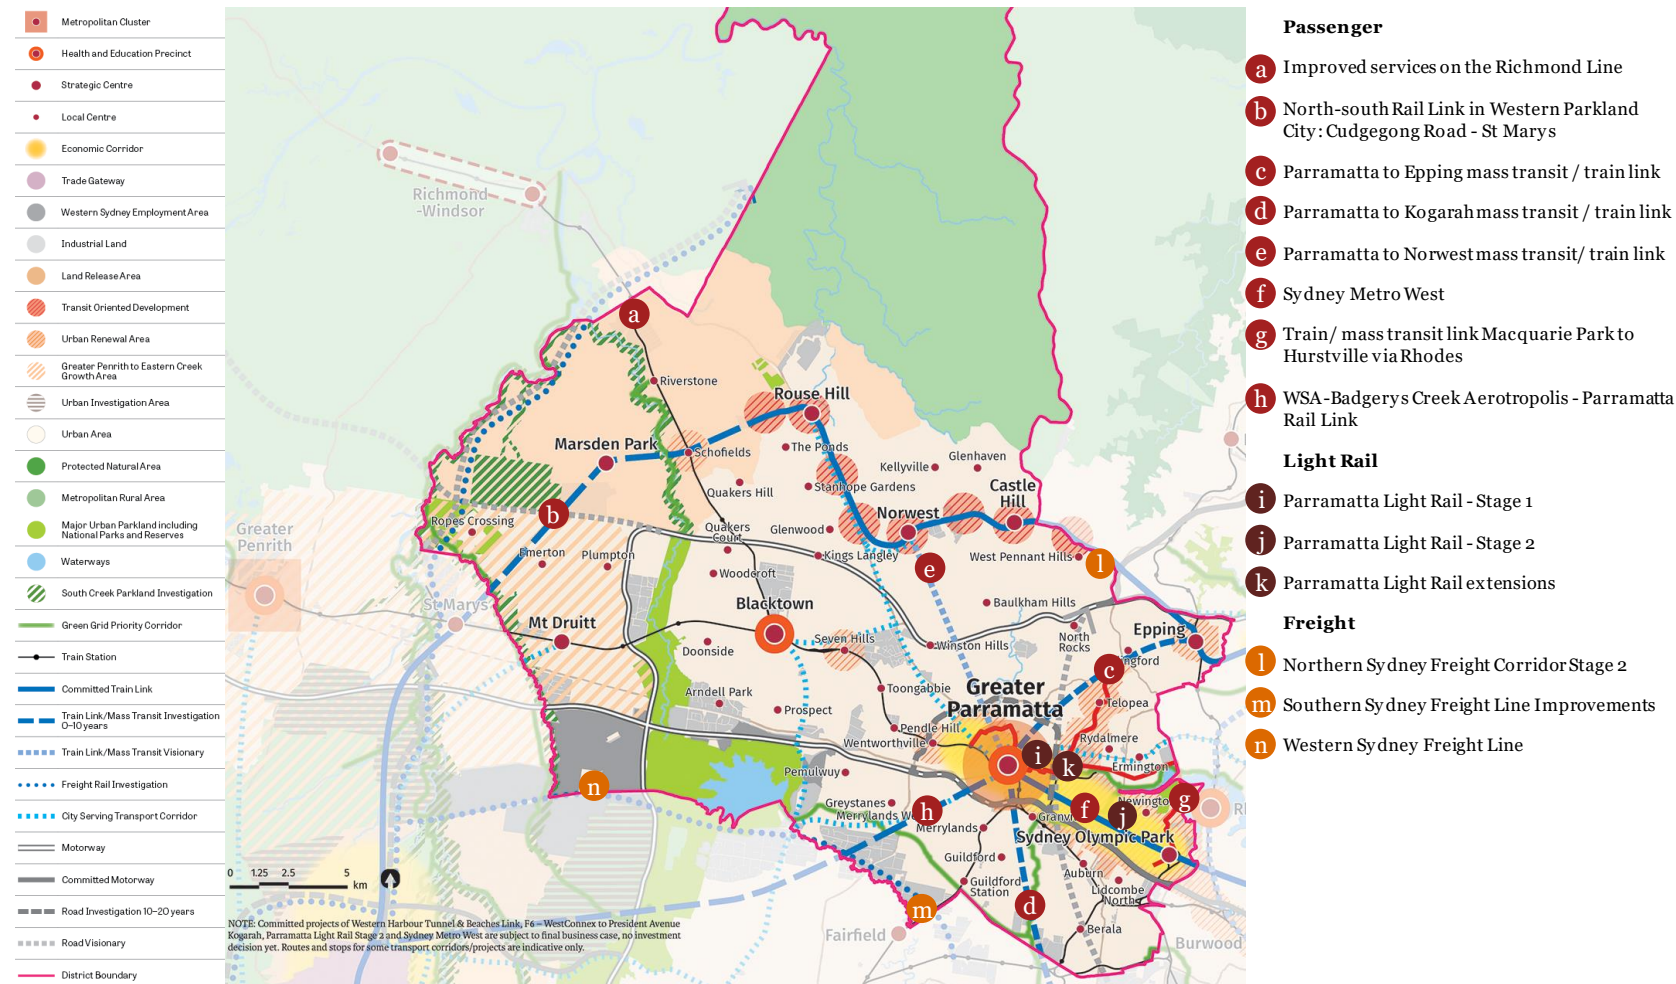 Metropolitan Cluster
Health and Education Precinct
Strategic Centre
Local Centre
Economic Corridor
Trade Gateway
Western Sydney Employment Area
Industrial Land
Land Release Area
Transit Oriented Development
Urban Renewal Area
Greater Penrith to Eastern Creek
Growth Area
Urban Investigation Area
Urban Area
Protected Natural Area
Metropolitan Rural Area
Major Urban Parkland including
National Parks and Reserves
Waterways
South Creek Parkland Investigation
Green Grid Priority Corridor
Train Station
Committed Train Link
Train Link/Mass Transit Investigation
0–10 years
Train Link/Mass Transit Visionary
Freight Rail Investigation
City Serving Transport Corridor
Motorway
Committed Motorway
Road Investigation 10–20 years
Road Visionary
District Boundary
Richmond
-Windsor
a
Riverstone
Rouse Hill
Marsden Park
Schofields
The Ponds
Kellyville
Glenhaven
Quakers Hill
Stanhope Gardens
Castle
Hill
b
Ropes Crossing
Quakers
Court
Glenwood
Norwest
Greater
Penrith
Emerton
Plumpton
Kings Langley
West Pennant Hills
l
e
Woodcroft
St Marys
Blacktown
Baulkham Hills
Mt Druitt
Doonside
Seven Hills
Winston Hills
North
Rocks
Epping
c
ngford
Arndell Park
Toongabbie
Greater
Parramatta
Telopea
Prospect
Pendle Hill
Wentworthville
Rydalmere
Ermington
i
k
Pemulwuy
n
Greystanes
Merrylands W
h
Merrylands
Granv
f
j
Newingto
g
Sydney Olympic Park
Guildford
Auburn
Guildford
Station
Lidcombe
North
m
d
Berala
Fairfield
Burwood
0 1.25 2.5 5
km
NOTE: Committed projects of Western Harbour Tunnel & Beaches Link, F6 – WestConnex to President Avenue
Kogarah, Parramatta Light Rail Stage 2 and Sydney Metro West are subject to final business case, no investment
decision yet. Routes and stops for some transport corridors/projects are indicative only.
Passenger
a Improved services on the Richmond Line
b North-south Rail Link in Western Parkland
City: Cudgegong Road - St Marys
c Parramatta to Epping mass transit / train link
d Parramatta to Kogarah mass transit / train link
e Parramatta to Norwest mass transit/ train link
f Sydney Metro West
g Train/ mass transit link Macquarie Park to
Hurstville via Rhodes
h WSA-Badgerys Creek Aerotropolis - Parramatta
Rail Link
Light Rail
i Parramatta Light Rail - Stage 1
j Parramatta Light Rail - Stage 2
k Parramatta Light Rail extensions
Freight
l Northern Sydney Freight Corridor Stage 2
m Southern Sydney Freight Line Improvements
n Western Sydney Freight Line